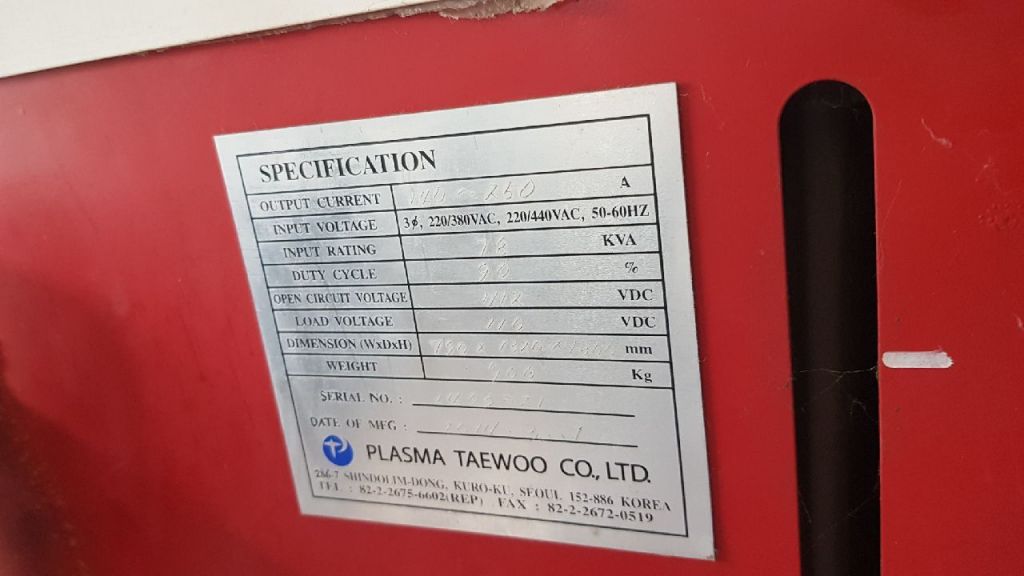 SPECIFICATION
OUTPUT CURRENT 250 A
INPUT VOLTAGE 3ϕ, 220/380VAC, 220/440VAC, 50-60HZ
INPUT RATING KVA
DUTY CYCLE %
OPEN CIRCUIT VOLTAGE VDC
LOAD VOLTAGE VDC
DIMENSION (WxDxH) mm
WEIGHT Kg
SERIAL NO. :
DATE OF MFG :
PLASMA TAEWOO CO., LTD.
286-7 SHINDOLIM-DONG, KURO-KU, SEOUL 152-886 KOREA
TEL : 82-2-2675-6602(REP) FAX : 82-2-2672-0519